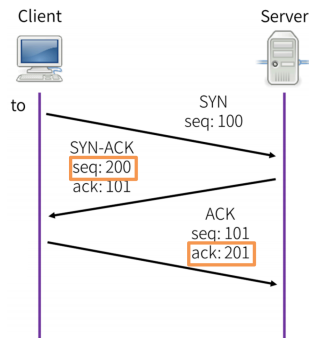 Client
Server
to
SYN
seq: 100
SYN-ACK
seq: 200
ack: 101
ACK
seq: 101
ack: 201